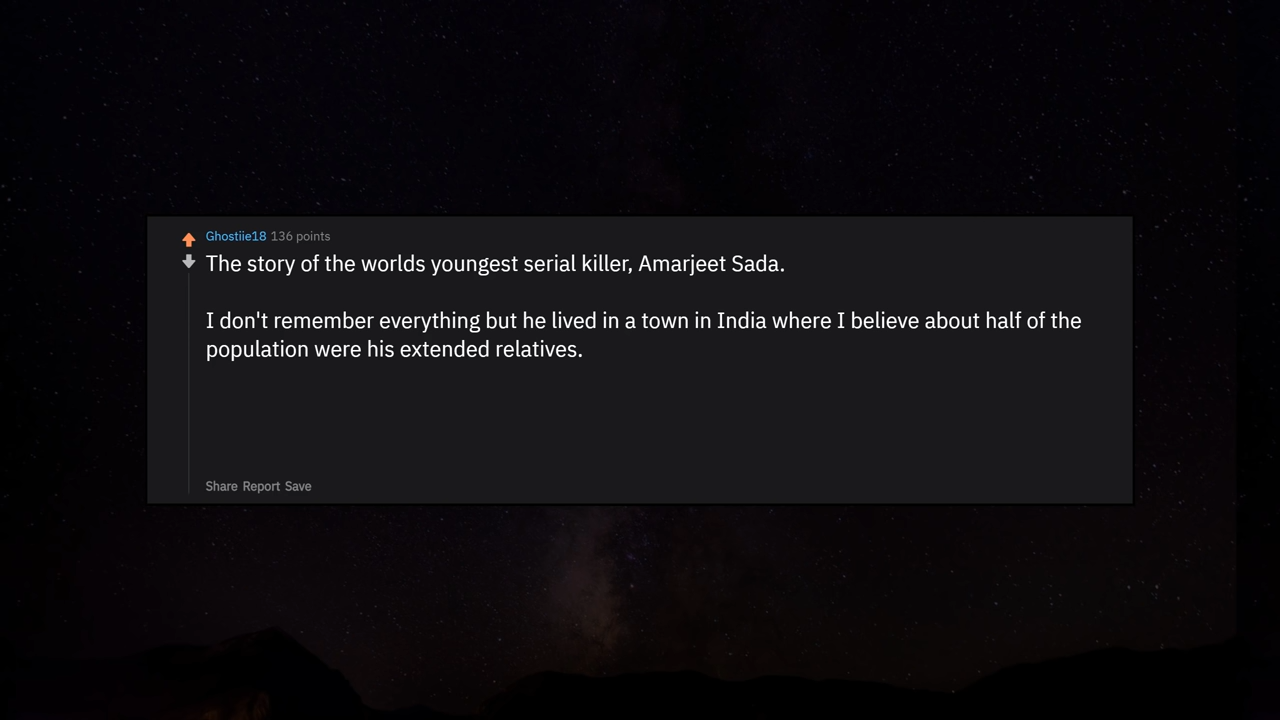 Ghostiie18 136 points
The story of the worlds youngest serial killer, Amarjeet Sada.
I don't remember everything but he lived in a town in India where I believe about half of the
population were his extended relatives.
Share Report Save